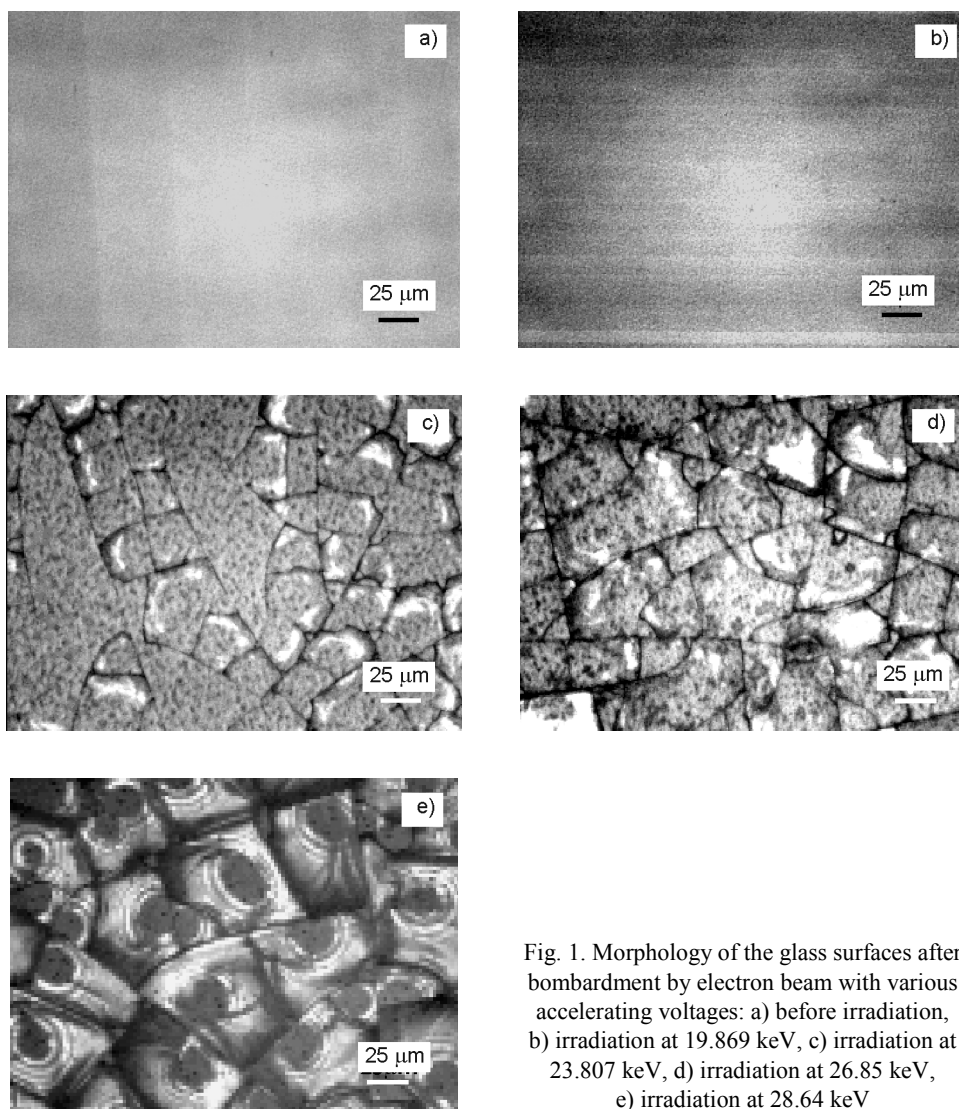 a)
25 μm
b)
25 μm
c)
25 μm
d)
25 μm
e)
25 μm
Fig. 1. Morphology of the glass surfaces after
bombardment by electron beam with various
accelerating voltages: a) before irradiation,
b) irradiation at 19.869 keV, c) irradiation at
23.807 keV, d) irradiation at 26.85 keV,
e) irradiation at 28.64 keV